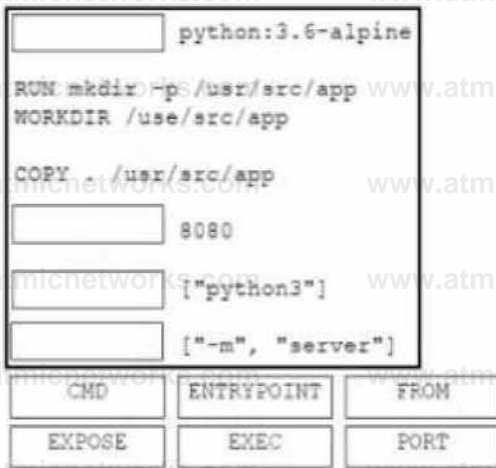 python:3.6-alpine
RUN mkdir -p /usr/src/app
WORKDIR /use/src/app
COPY . /usr/src/app
8080
["python3"]
["-m", "server"]
CMD ENTRYPOINT FROM
EXPOSE EXEC PORT